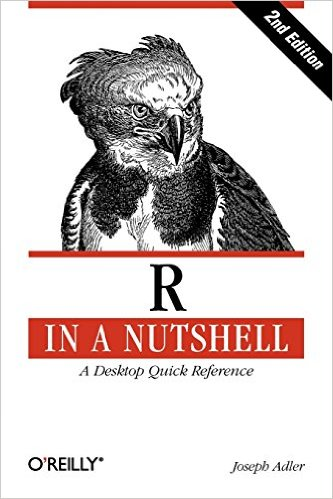 2nd Edition
R
IN A NUTSHELL
A Desktop Quick Reference
O'REILLY®
Joseph Adler